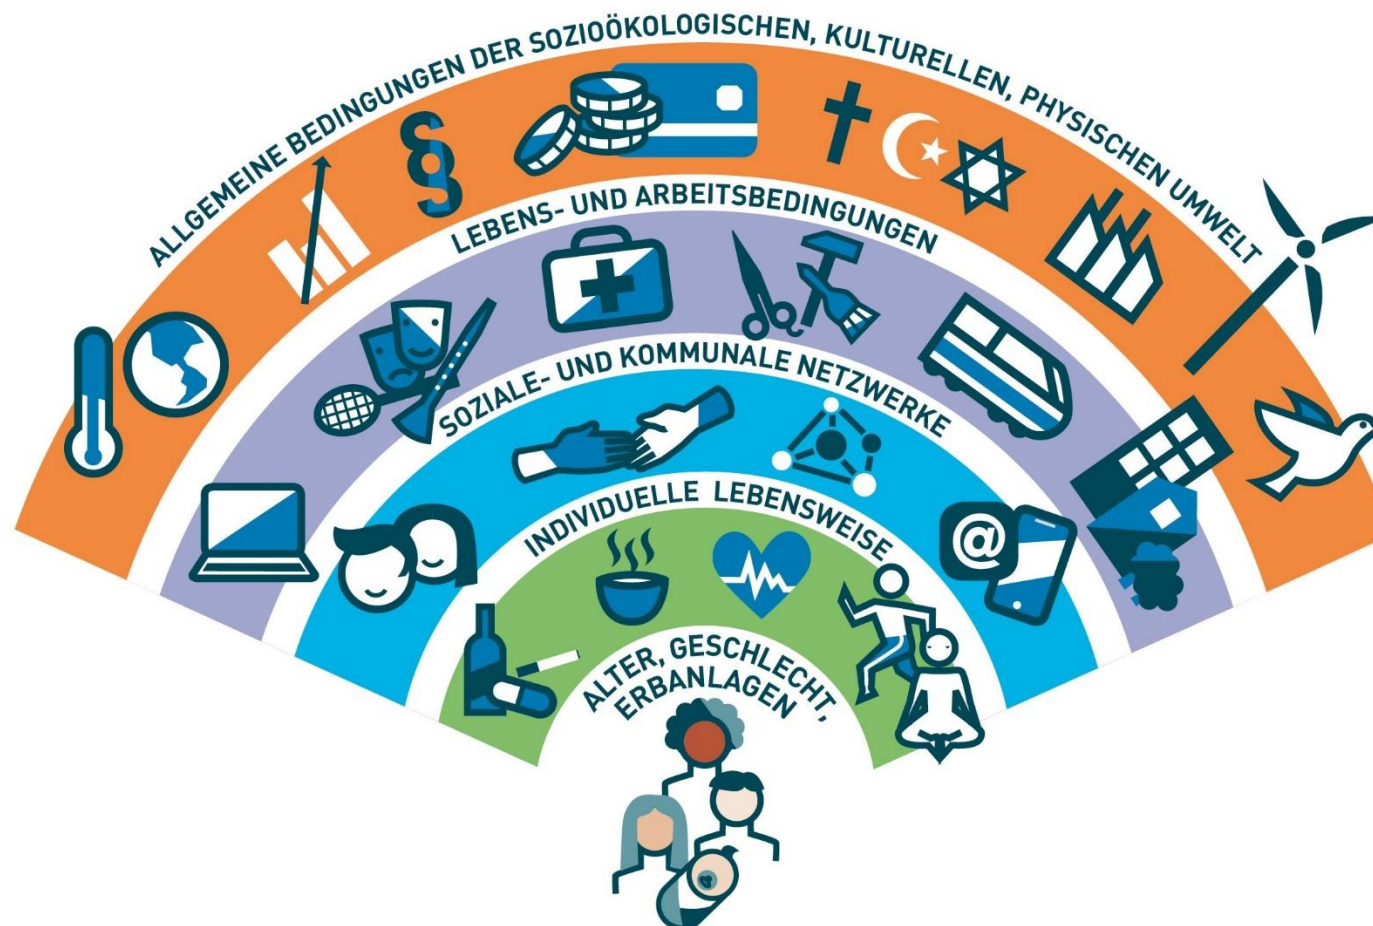 ALLGEMEINE BEDINGUNGEN DER SOZIOÖKOLOGISCHEN, KULTURELLEN, PHYSISCHEN UMWELT
§
LEBENS- UND ARBEITSBEDINGUNGEN
SOZIALE- UND KOMMUNALE NETZWERKE
@
INDIVIDUELLE LEBENSWEISE
ALTER, GESCHLECHT,
ERBANLAGEN